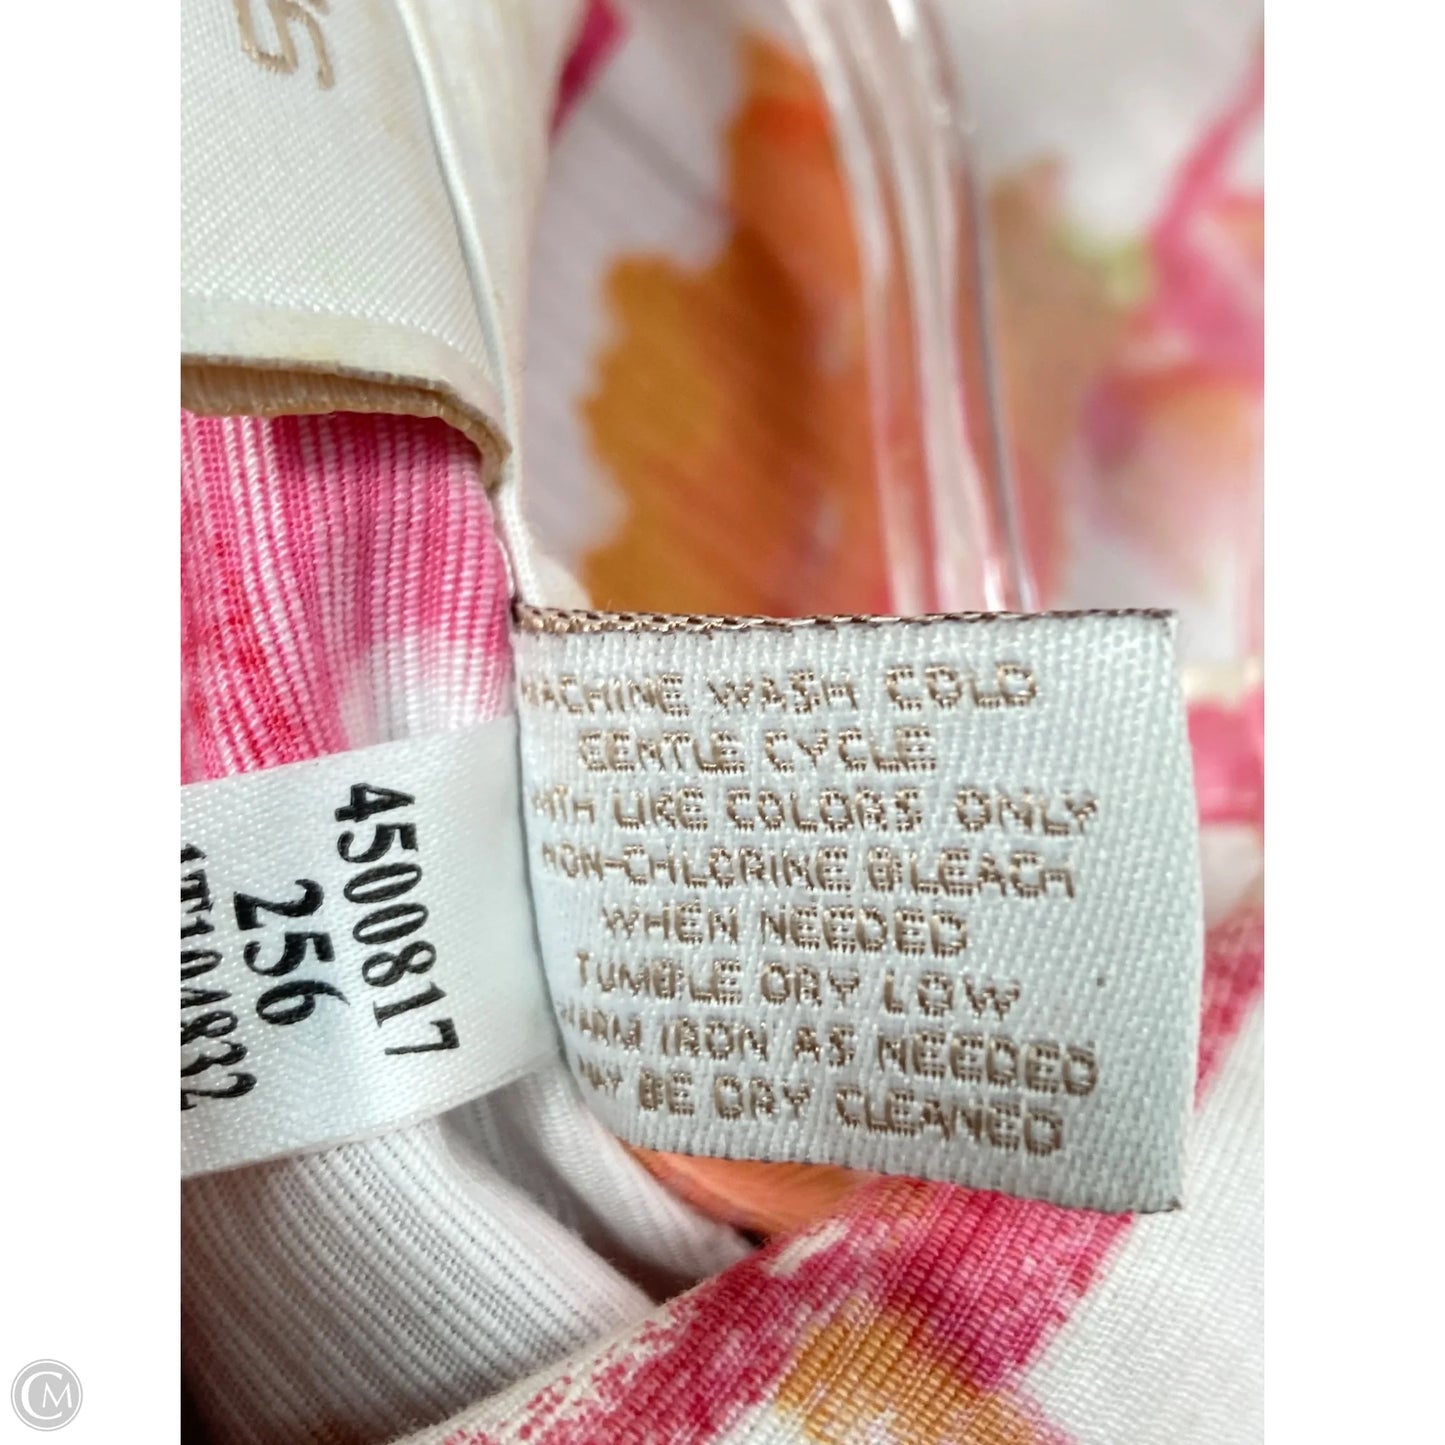 MACHINE WASH COLD
GENTLE CYCLE
WITH LIKE COLORS ONLY
NON-CHLORINE BLEACH
WHEN NEEDED
TUMBLE DRY LOW
WARM IRON AS NEEDED
MAY BE DRY CLEANED
4500817
256
CM